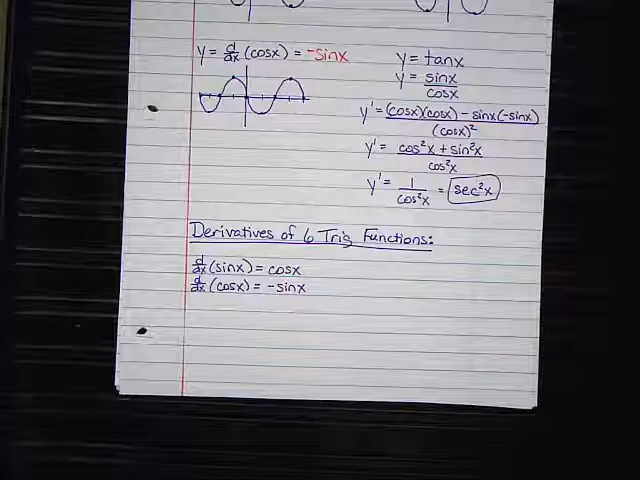 y = d/dx (cosx) = -sinx
y = tanx
y = sinx/cosx
y' = (cosx)(cosx) - sinx(-sinx)/(cosx)²
y' = cos²x + sin²x/cos²x
y' = 1/cos²x = sec²x
Derivatives of 6 Trig Functions:
d/dx (sinx) = cosx
d/dx (cosx) = -sinx